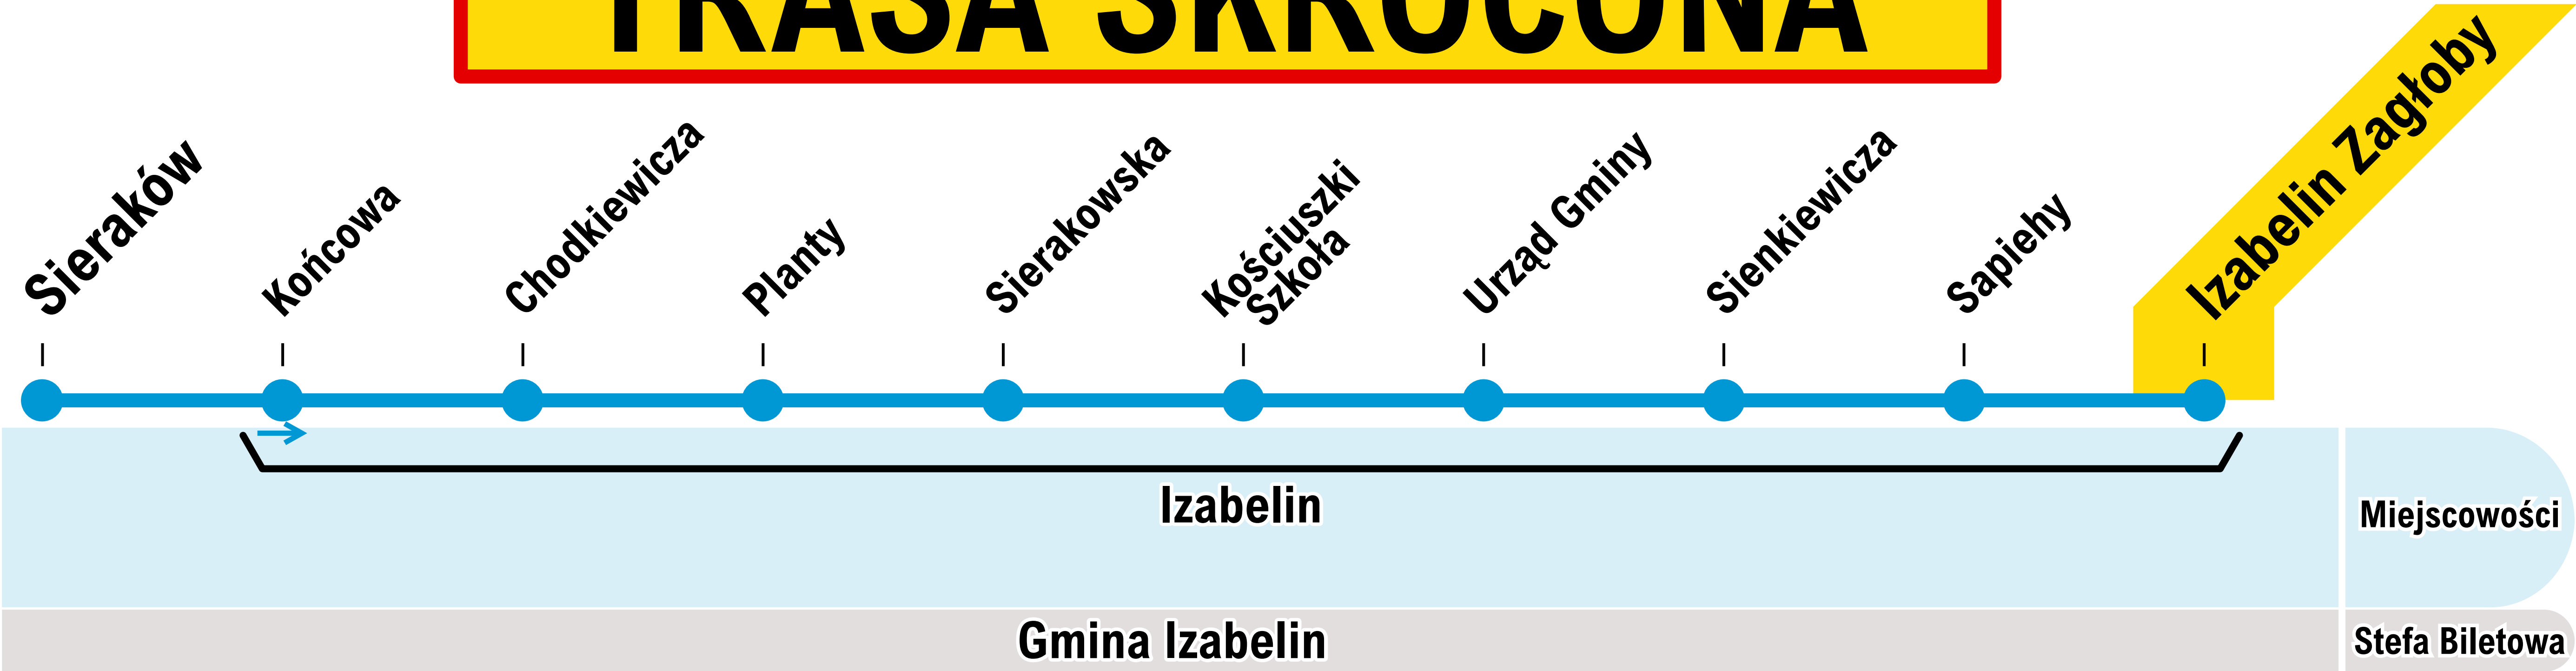 TRASA SKRÓCONA
Sieraków
Końcowa
Chodkiewicza
Planty
Sierakowska
Kościuszki
Szkoła
Urząd Gminy
Sienkiewicza
Sapiehy
Izabelin Zagłoby
Izabelin
Miejscowości
Gmina Izabelin
Stefa Biletowa